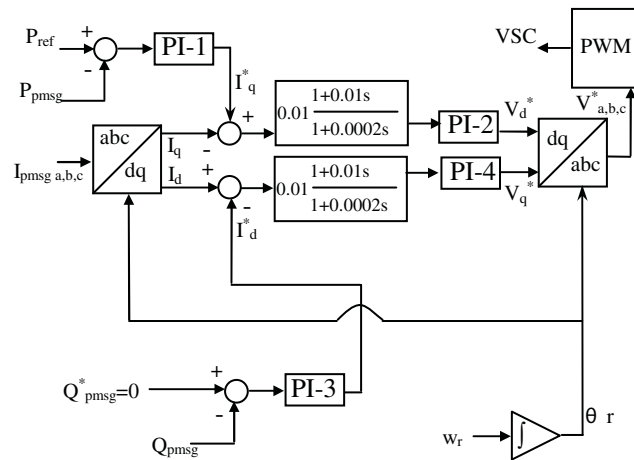 P_ref
+
-
PI-1
P_pmsg
I*_q
VSC
PWM
V*_a,b,c
abc
dq
I_pmsg a,b,c
I_q
I_d
+
-
+
-
I*_d
0.01 1+0.01s
1+0.0002s
0.01 1+0.01s
1+0.0002s
PI-2
PI-4
V_d*
V_q*
dq
abc
Q*_pmsg=0
+
-
PI-3
Q_pmsg
w_r
∫
θ r